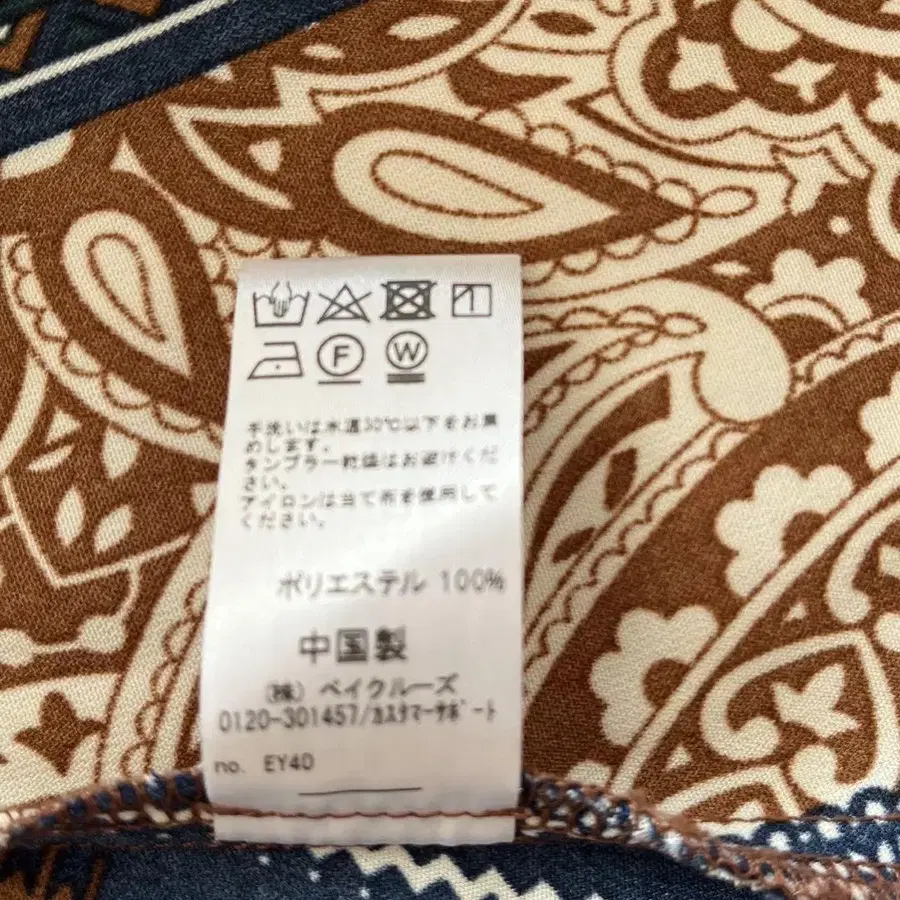 F
W
手洗いは水温30℃以下をお薦
めします。
タンブラー乾燥はお避けくだ
さい。
アイロンは当て布を使用して
ください。
ポリエステル 100%
中国製
(株) ベイクルーズ
0120-301457/ｶｽﾀﾏｰｻﾎﾟｰﾄ
no. EY40